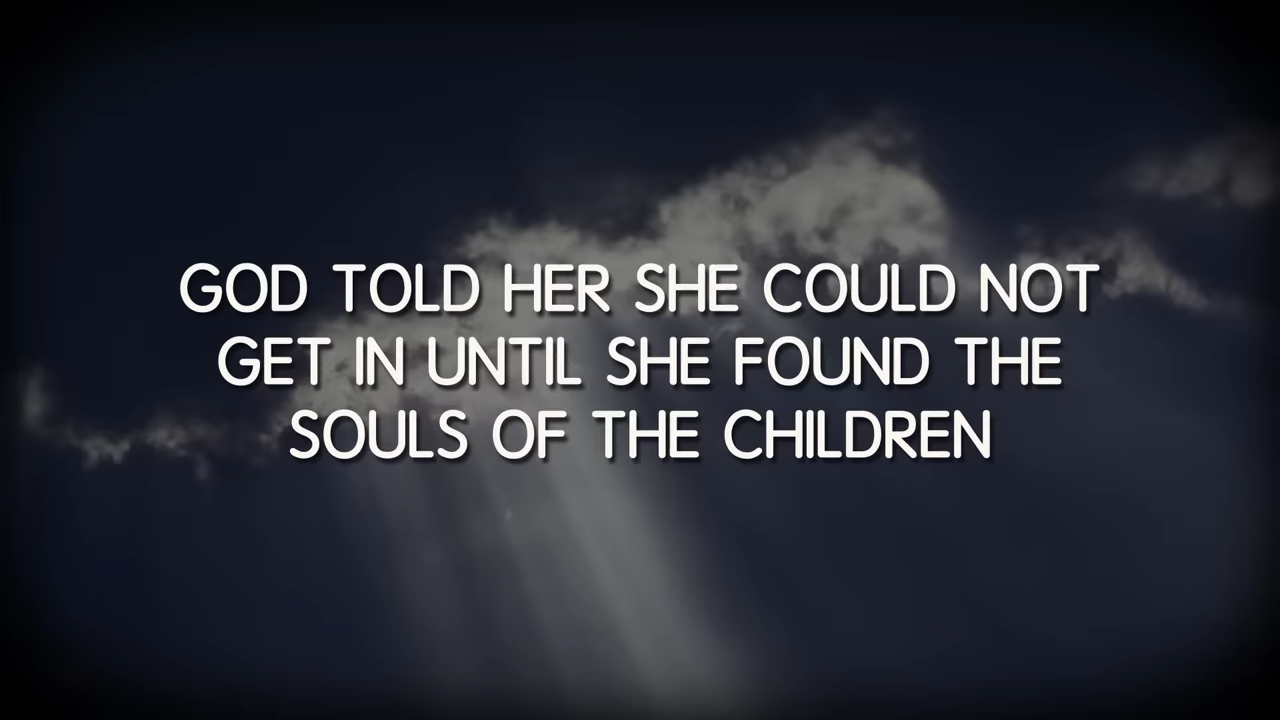 GOD TOLD HER SHE COULD NOT
GET IN UNTIL SHE FOUND THE
SOULS OF THE CHILDREN